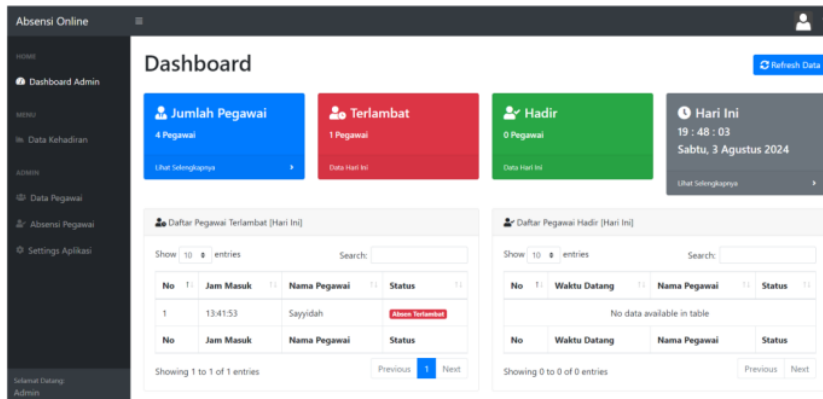 Absensi Online
HOME
Dashboard Admin
MENU
Data Kehadiran
ADMIN
Data Pegawai
Absensi Pegawai
Settings Aplikasi
Selamat Datang:
Admin
Dashboard
Refresh Data
Jumlah Pegawai
4 Pegawai
Lihat Selengkapnya
Terlambat
1 Pegawai
Data Hari Ini
Hadir
0 Pegawai
Data Hari Ini
Hari Ini
19 : 48 : 03
Sabtu, 3 Agustus 2024
Lihat Selengkapnya
Daftar Pegawai Terlambat [Hari Ini]
Show 10 entries Search:
No Jam Masuk Nama Pegawai Status
1 13:41:53 Sayyidah Absen Terlambat
No Jam Masuk Nama Pegawai Status
Showing 1 to 1 of 1 entries Previous 1 Next
Daftar Pegawai Hadir [Hari Ini]
Show 10 entries Search:
No Waktu Datang Nama Pegawai Status
No data available in table
No Waktu Datang Nama Pegawai Status
Showing 0 to 0 of 0 entries Previous Next